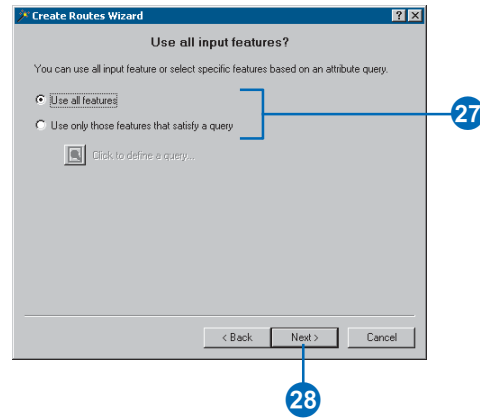 Create Routes Wizard
Use all input features?
You can use all input feature or select specific features based on an attribute query.
Use all features
Use only those features that satisfy a query
Click to define a query...
27
< Back Next > Cancel
28